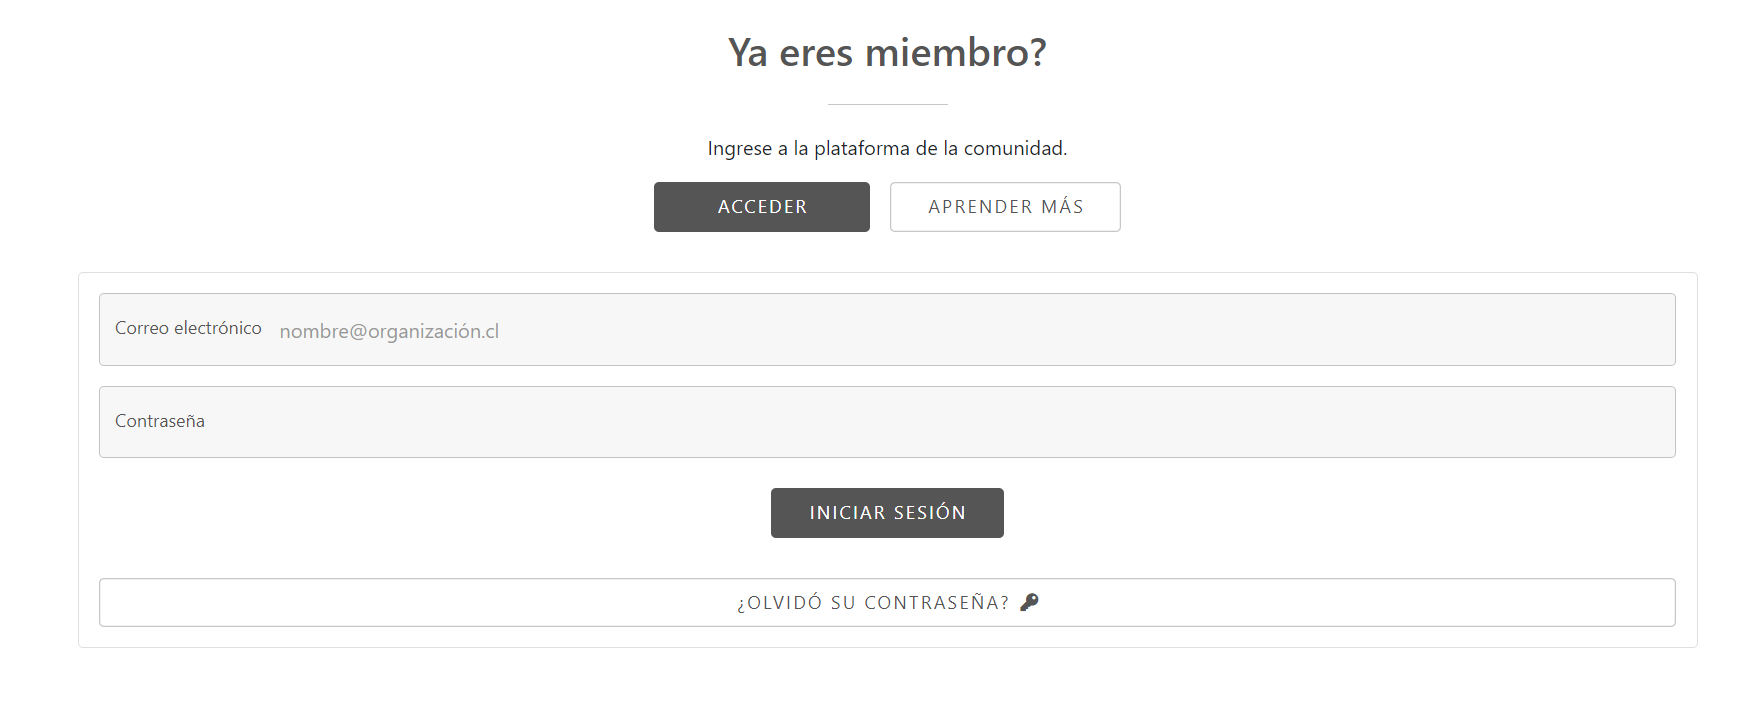 Ya eres miembro?
Ingrese a la plataforma de la comunidad.
ACCEDER
APRENDER MÁS
Correo electrónico nombre@organización.cl
Contraseña
INICIAR SESIÓN
¿OLVIDÓ SU CONTRASEÑA?